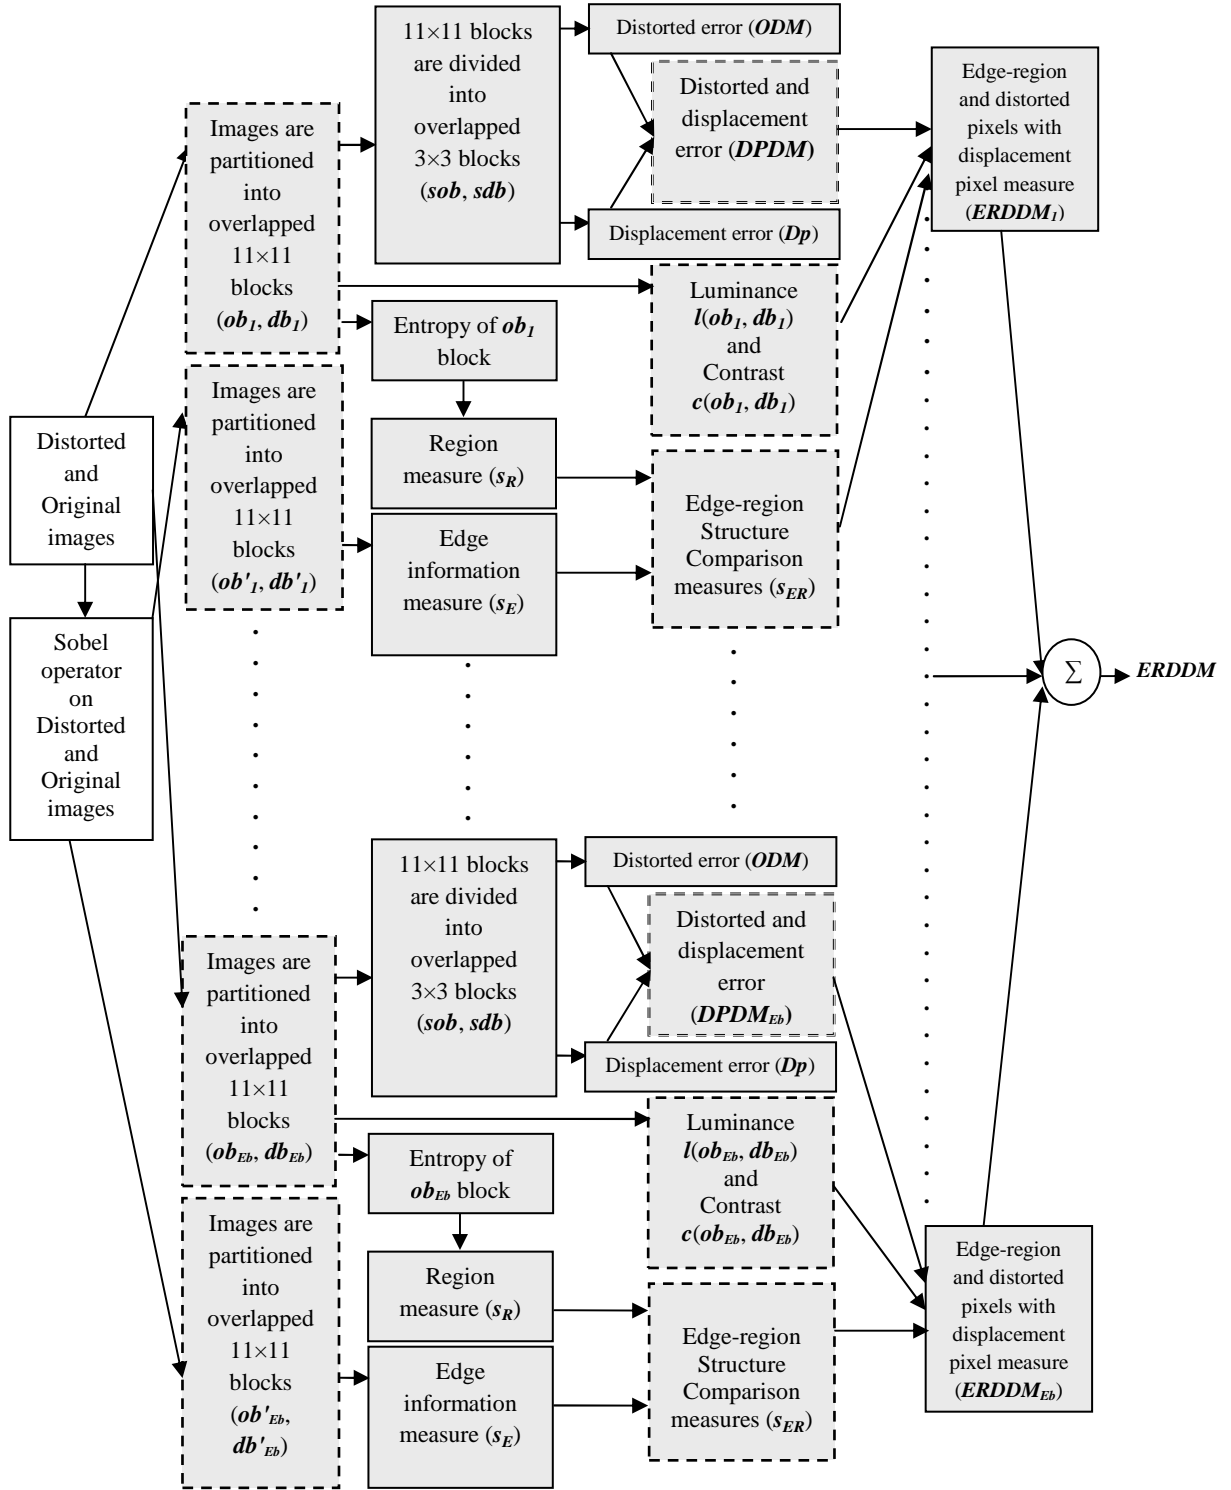 Distorted
and
Original
images
Sobel
operator
on
Distorted
and
Original
images
Images are
partitioned
into
overlapped
11×11
blocks
(ob1, db1)
Images are
partitioned
into
overlapped
11×11
blocks
(ob'1, db'1)
11×11 blocks
are divided
into
overlapped
3×3 blocks
(sob, sdb)
Entropy of ob1
block
Region
measure (sR)
Edge
information
measure (sE)
Distorted error (ODM)
Distorted and
displacement
error (DPDM)
Displacement error (Dp)
Luminance
l(ob1, db1)
and
Contrast
c(ob1, db1)
Edge-region
Structure
Comparison
measures (sER)
Edge-region
and distorted
pixels with
displacement
pixel measure
(ERDDM1)
∑
ERDDM
Images are
partitioned
into
overlapped
11×11
blocks
(obEb, dbEb)
Images are
partitioned
into
overlapped
11×11
blocks
(ob'Eb,
db'Eb)
11×11 blocks
are divided
into
overlapped
3×3 blocks
(sob, sdb)
Entropy of
obEb block
Region
measure (sR)
Edge
information
measure (sE)
Distorted error (ODM)
Distorted and
displacement
error
(DPDMEb)
Displacement error (Dp)
Luminance
l(obEb, dbEb)
and
Contrast
c(obEb, dbEb)
Edge-region
Structure
Comparison
measures (sER)
Edge-region
and distorted
pixels with
displacement
pixel measure
(ERDDMEb)